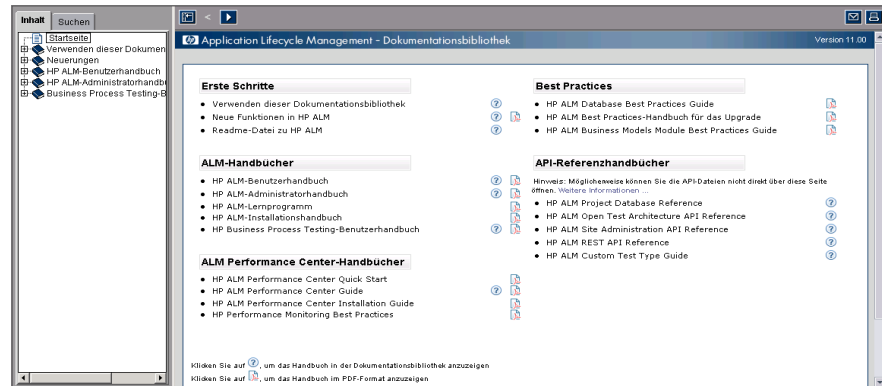 Inhalt
Suchen
Startseite
Verwenden dieser Dokumen
Neuerungen
HP ALM-Benutzerhandbuch
HP ALM-Administratorhandb
Business Process Testing-B
Application Lifecycle Management - Dokumentationsbibliothek
Version 11.00
Erste Schritte
Verwenden dieser Dokumentationsbibliothek
Neue Funktionen in HP ALM
Readme-Datei zu HP ALM
ALM-Handbücher
HP ALM-Benutzerhandbuch
HP ALM-Administratorhandbuch
HP ALM-Lernprogramm
HP ALM-Installationshandbuch
HP Business Process Testing-Benutzerhandbuch
ALM Performance Center-Handbücher
HP ALM Performance Center Quick Start
HP ALM Performance Center Guide
HP ALM Performance Center Installation Guide
HP Performance Monitoring Best Practices
Best Practices
HP ALM Database Best Practices Guide
HP ALM Best Practices-Handbuch für das Upgrade
HP ALM Business Models Module Best Practices Guide
API-Referenzhandbücher
Hinweis: Möglicherweise können Sie die API-Dateien nicht direkt über diese Seite
öffnen. Weitere Informationen ...
HP ALM Project Database Reference
HP ALM Open Test Architecture API Reference
HP ALM Site Administration API Reference
HP ALM REST API Reference
HP ALM Custom Test Type Guide
Klicken Sie auf ?, um das Handbuch in der Dokumentationsbibliothek anzuzeigen
Klicken Sie auf , um das Handbuch im PDF-Format anzuzeigen